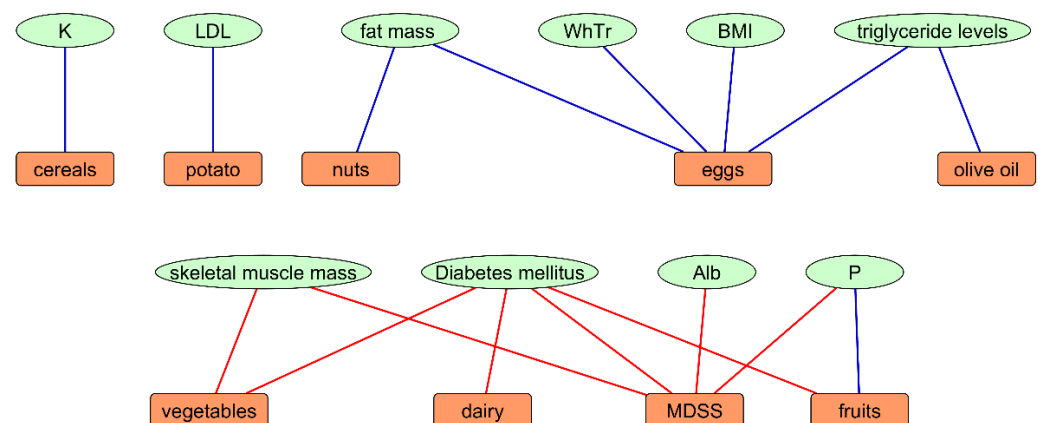 K LDL fat mass WhTr BMI triglyceride levels
cereals potato nuts eggs olive oil
skeletal muscle mass Diabetes mellitus Alb P
vegetables dairy MDSS fruits